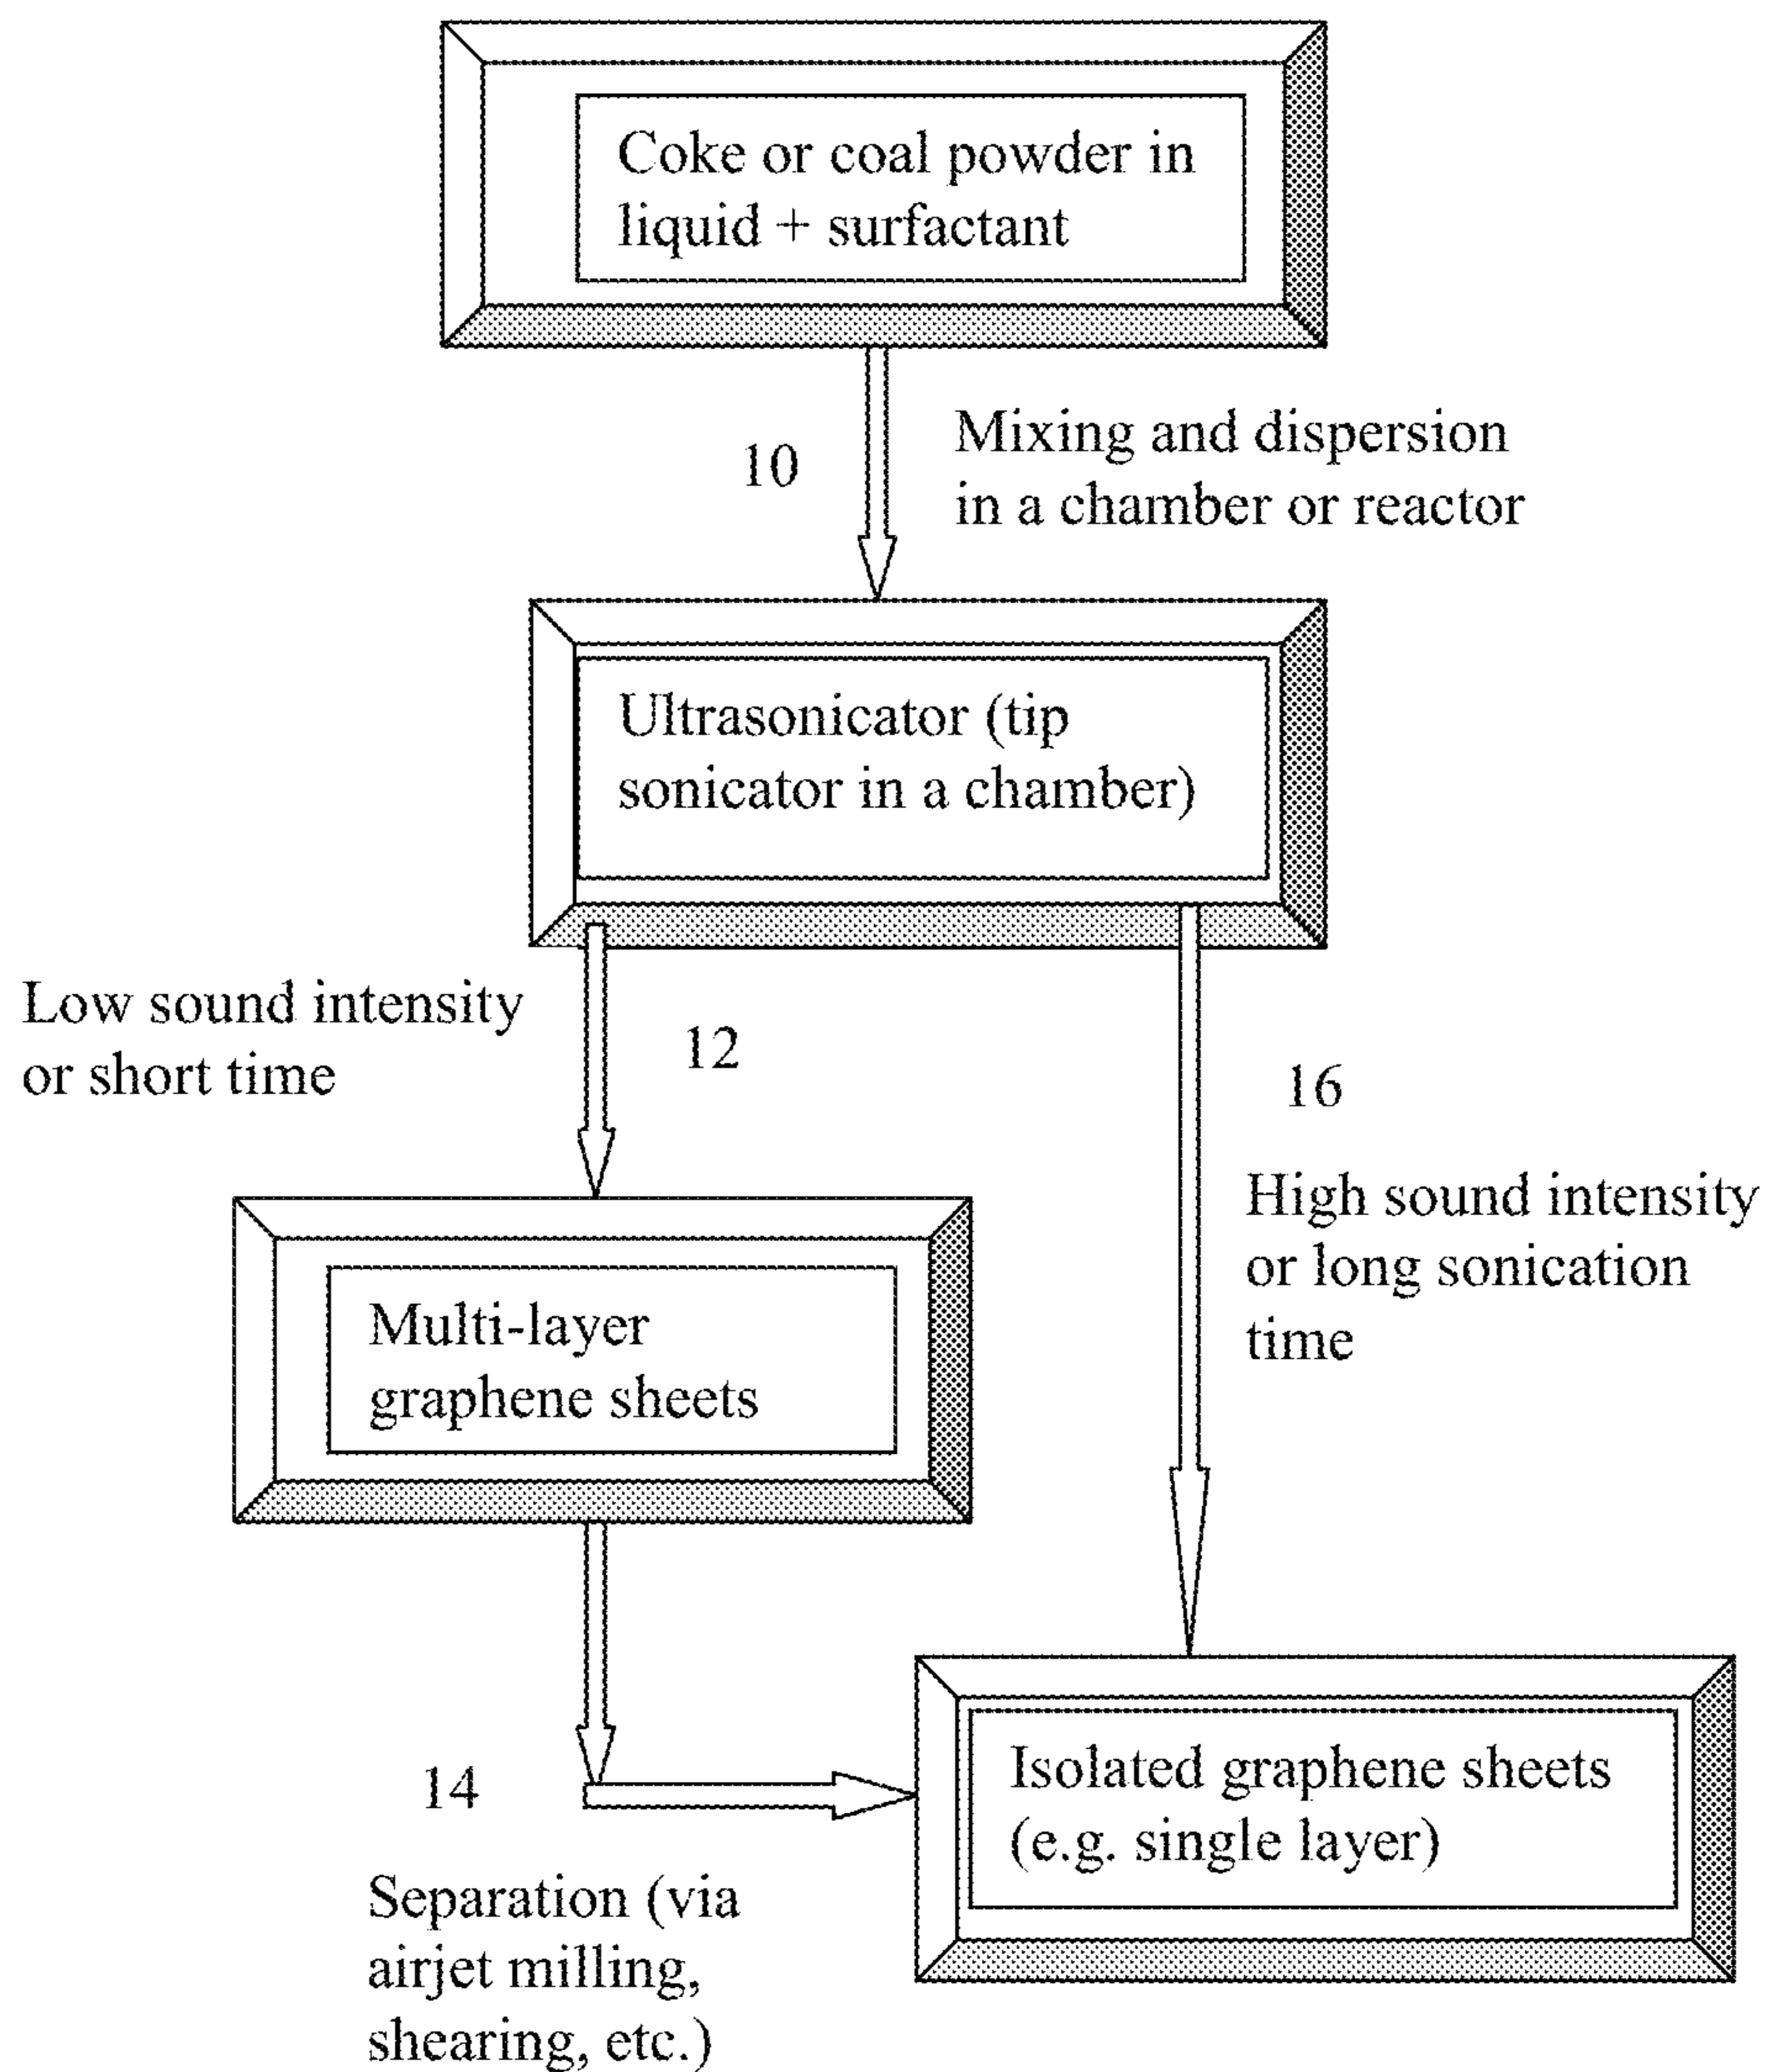 Coke or coal powder in
liquid + surfactant
10
Mixing and dispersion
in a chamber or reactor
Ultrasonicator (tip
sonicator in a chamber)
Low sound intensity
or short time
12
16
High sound intensity
or long sonication
time
Multi-layer
graphene sheets
14
Separation (via
airjet milling,
shearing, etc.)
Isolated graphene sheets
(e.g. single layer)